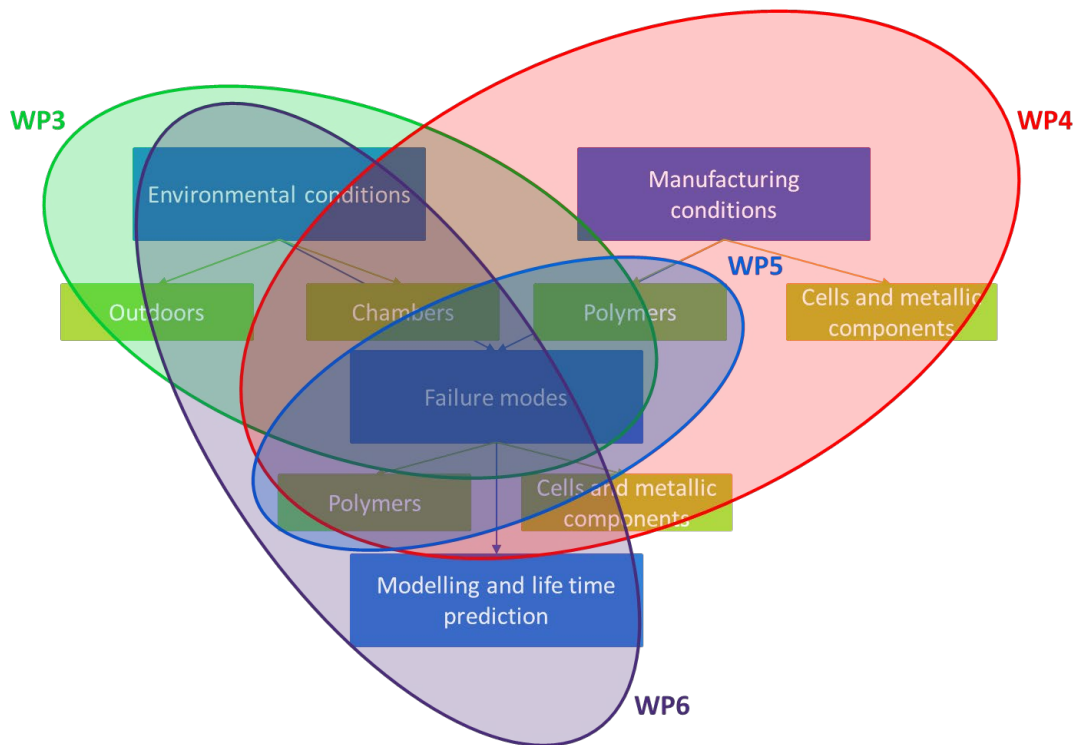 WP3
WP4
Environmental conditions
Manufacturing
conditions
WP5
Outdoors
Chambers
Polymers
Cells and metallic
components
Failure modes
Polymers
Cells and metallic
components
Modelling and life time
prediction
WP6